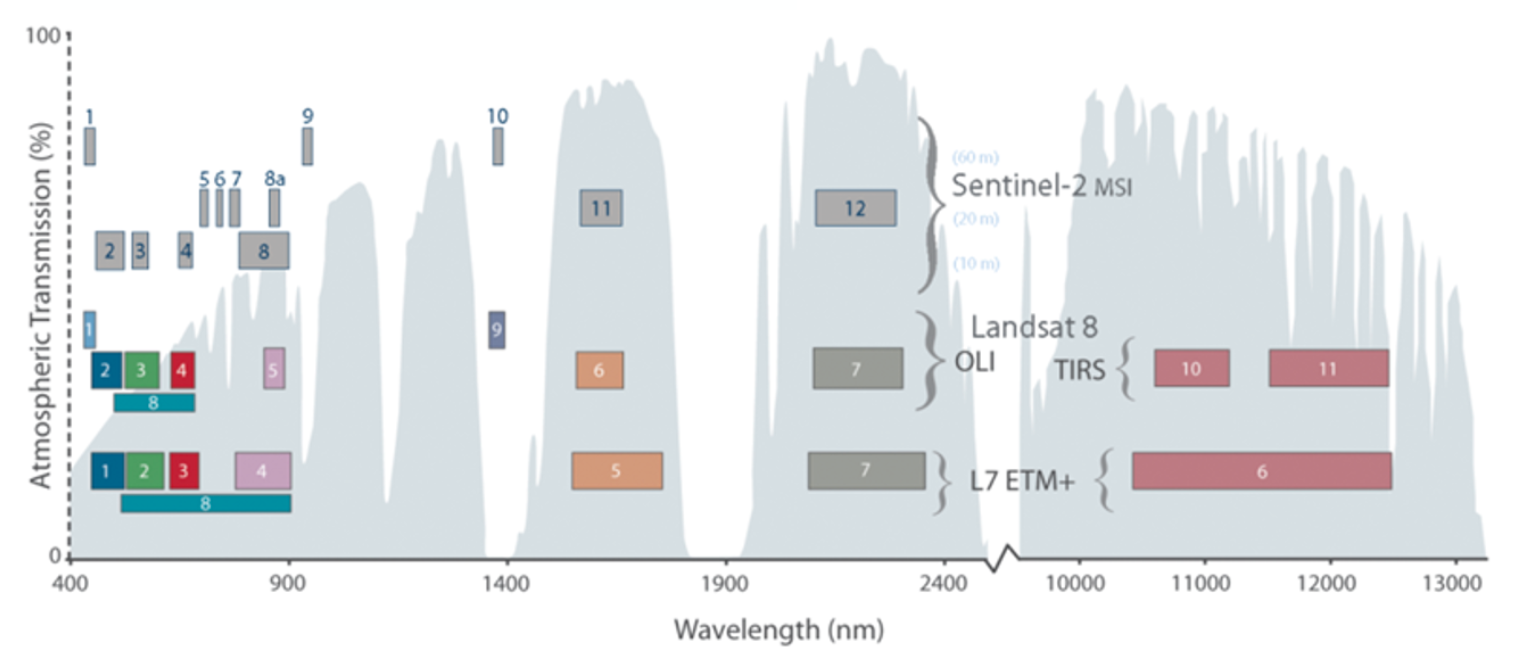 100
Atmospheric Transmission (%)
0
1 9 10
5 6 7 8a
11 12
2 3 4 8
(60 m)
Sentinel-2 MSI
(20 m)
(10 m)
1 9
Landsat 8
OLI
TIRS
2 3 4 5 6 7 10 11
8
1 2 3 4 5 7 6
L7 ETM+
8
400 900 1400 1900 2400 10000 11000 12000 13000
Wavelength (nm)